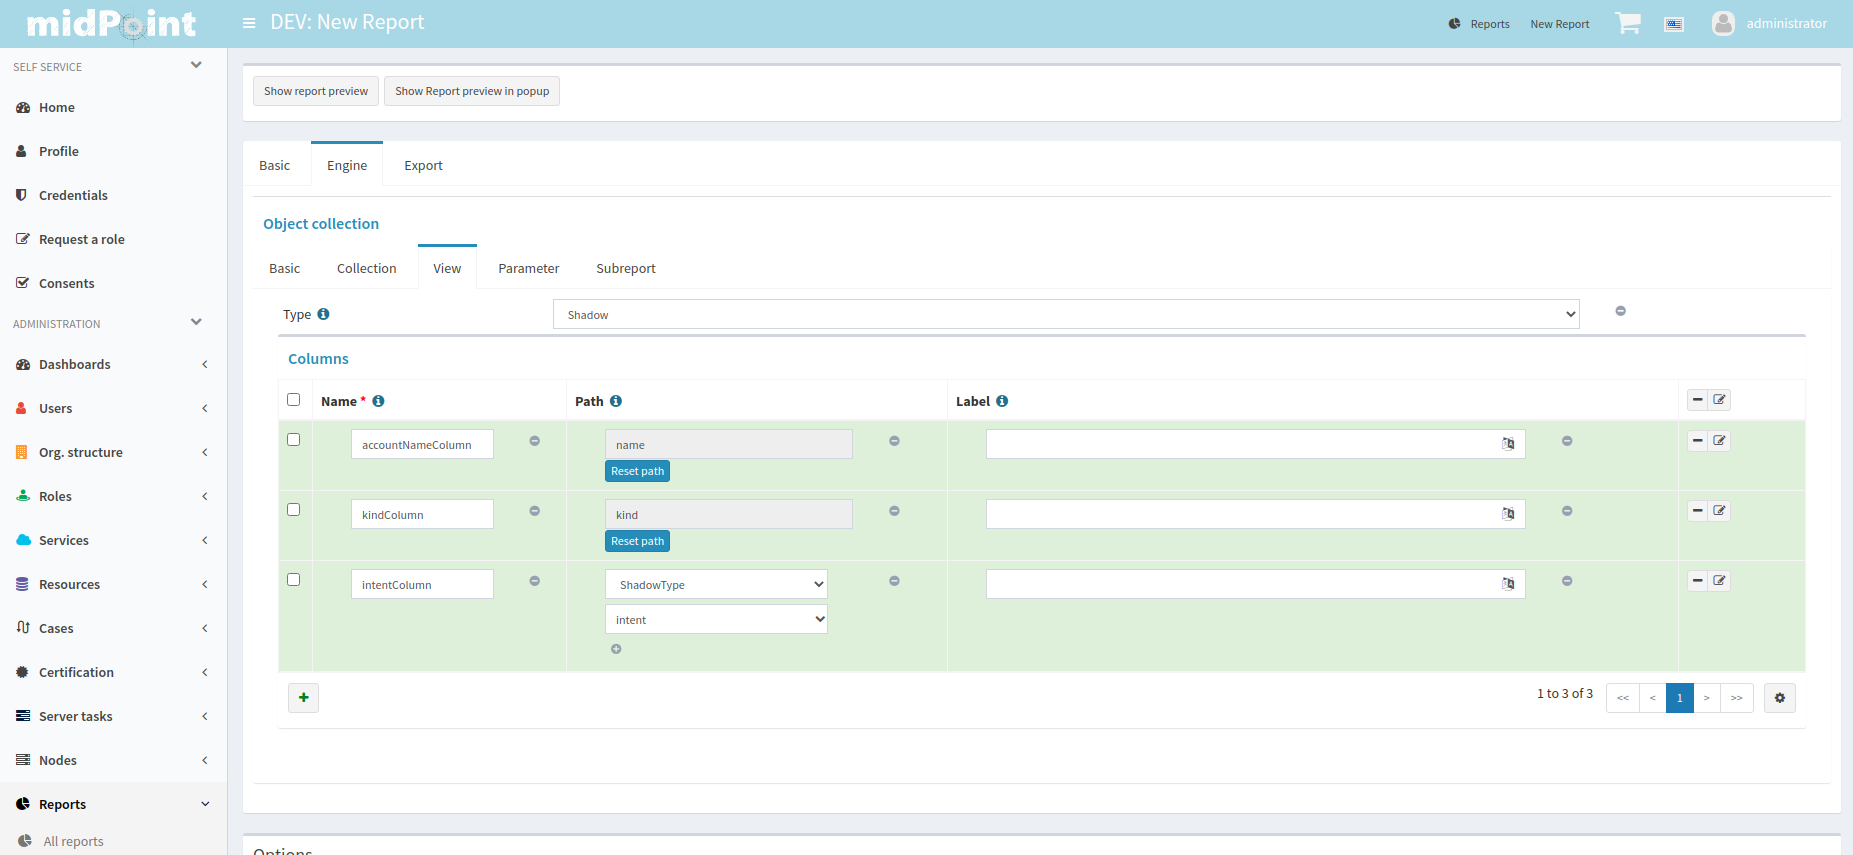 midPoint
DEV: New Report
Reports
New Report
administrator
SELF SERVICE
Home
Profile
Credentials
Request a role
Consents
ADMINISTRATION
Dashboards
Users
Org. structure
Roles
Services
Resources
Cases
Certification
Server tasks
Nodes
Reports
All reports
Show report preview
Show Report preview in popup
Basic
Engine
Export
Object collection
Basic
Collection
View
Parameter
Subreport
Type
Shadow
Columns
Name *
Path
Label
accountNameColumn
name
Reset path
kindColumn
kind
Reset path
intentColumn
ShadowType
intent
1 to 3 of 3
<<
<
1
>
>>
Options